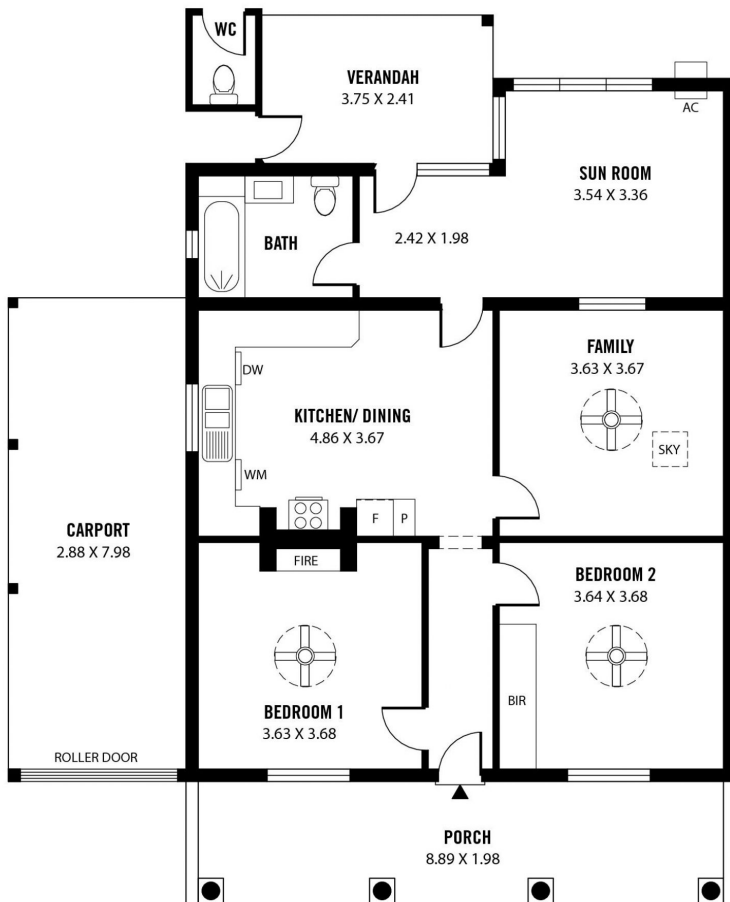 WC
VERANDAH
3.75 X 2.41
AC
SUN ROOM
3.54 X 3.36
BATH
2.42 X 1.98
FAMILY
3.63 X 3.67
DW
KITCHEN/ DINING
4.86 X 3.67
SKY
WM
F
P
CARPORT
2.88 X 7.98
FIRE
BEDROOM 2
3.64 X 3.68
BIR
BEDROOM 1
3.63 X 3.68
ROLLER DOOR
PORCH
8.89 X 1.98